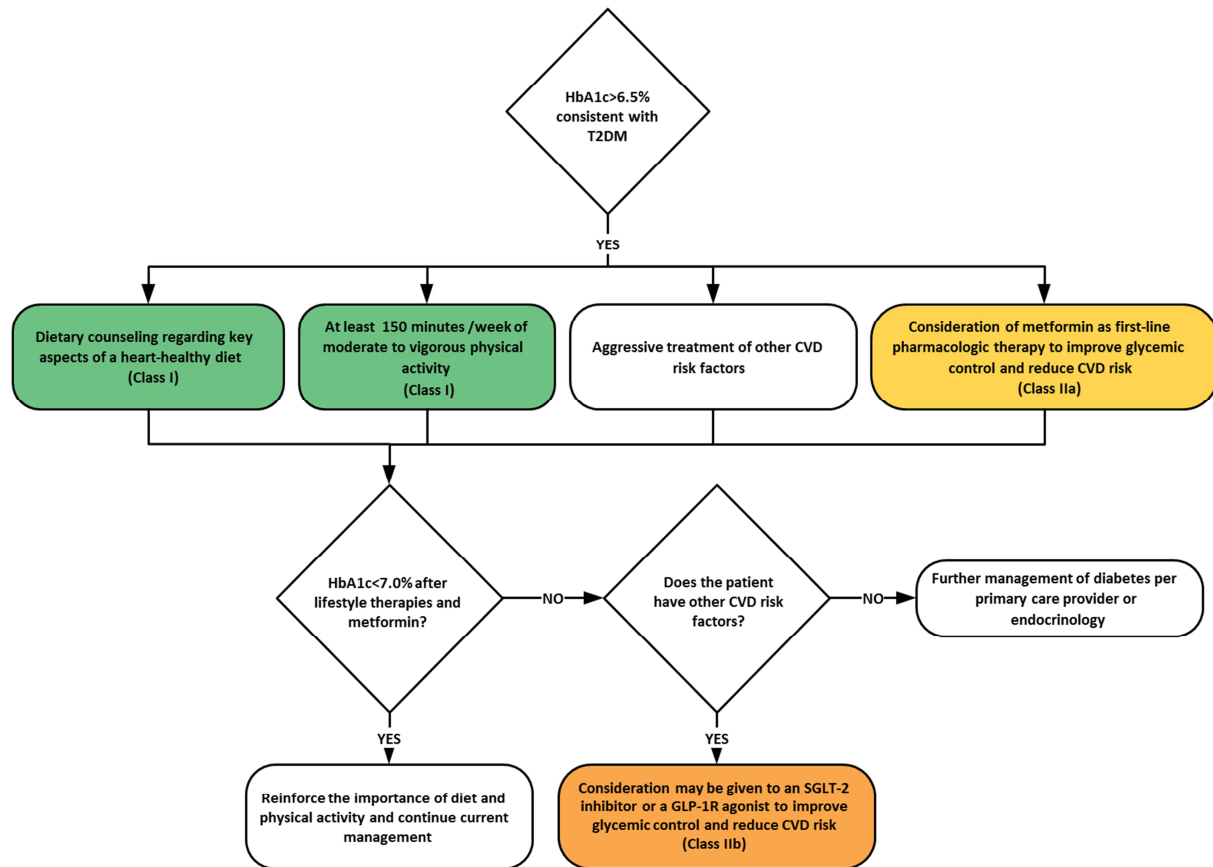 HbA1c>6.5%
consistent with
T2DM
YES
Dietary counseling regarding key
aspects of a heart-healthy diet
(Class I)
At least 150 minutes /week of
moderate to vigorous physical
activity
(Class I)
Aggressive treatment of other CVD
risk factors
Consideration of metformin as first-line
pharmacologic therapy to improve glycemic
control and reduce CVD risk
(Class IIa)
HbA1c<7.0% after
lifestyle therapies and
metformin?
NO
Does the patient
have other CVD risk
factors?
NO
Further management of diabetes per
primary care provider or
endocrinology
YES
YES
Reinforce the importance of diet and
physical activity and continue current
management
Consideration may be given to an SGLT-2
inhibitor or a GLP-1R agonist to improve
glycemic control and reduce CVD risk
(Class IIb)